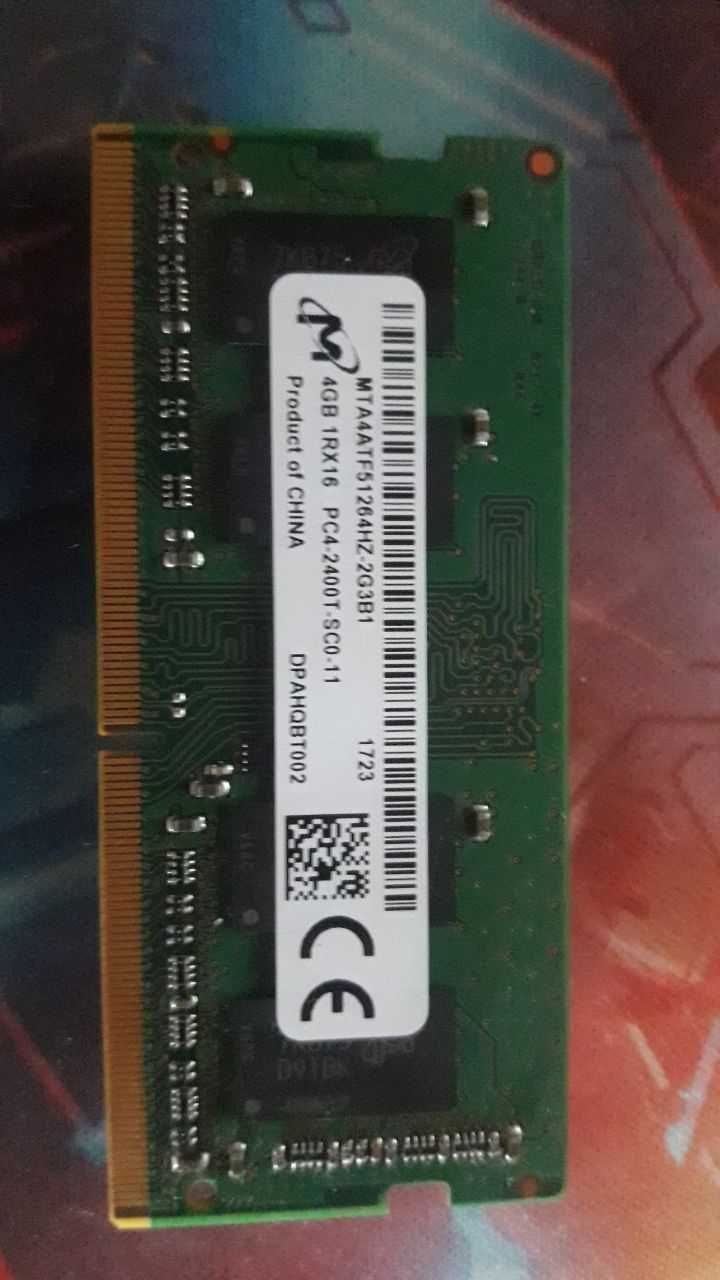 MTA4ATF51264HZ-2G3B1 1723
4GB 1RX16 PC4-2400T-SC0-11
Product of CHINA DPAHQBT002
CE